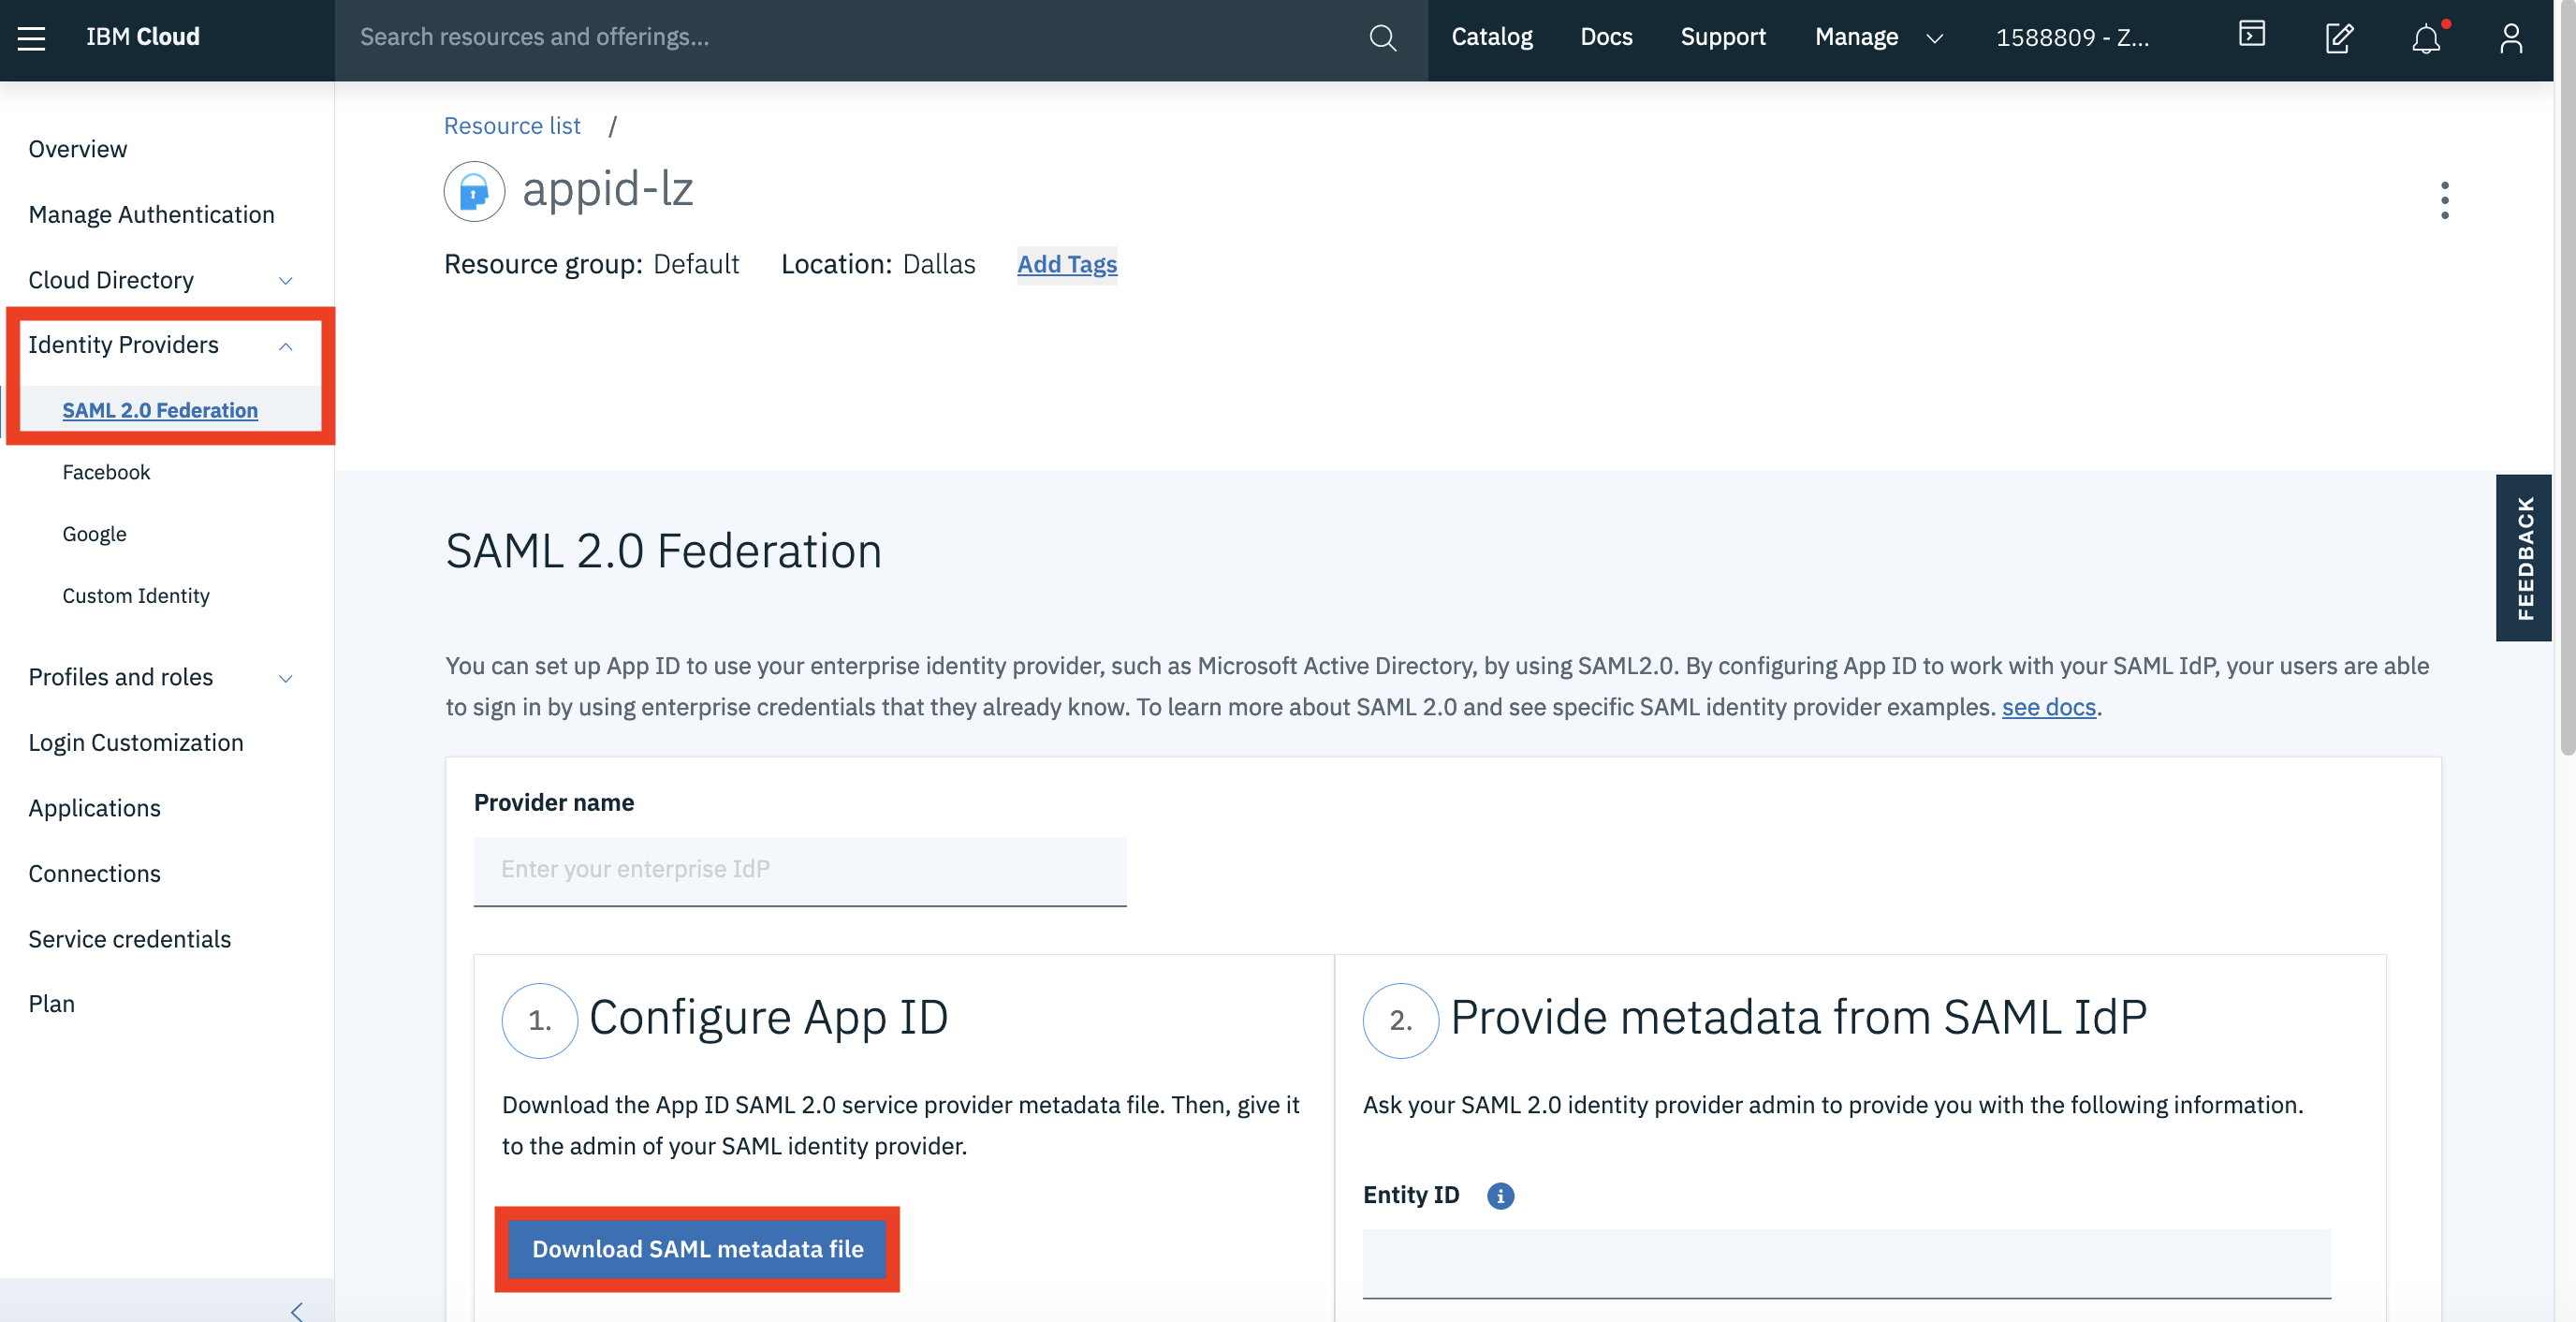 IBM Cloud
Search resources and offerings...
Catalog
Docs
Support
Manage
1588809 - Z...
Overview
Manage Authentication
Cloud Directory
Identity Providers
SAML 2.0 Federation
Facebook
Google
Custom Identity
Profiles and roles
Login Customization
Applications
Connections
Service credentials
Plan
Resource list /
appid-lz
Resource group: Default Location: Dallas Add Tags
FEEDBACK
SAML 2.0 Federation
You can set up App ID to use your enterprise identity provider, such as Microsoft Active Directory, by using SAML2.0. By configuring App ID to work with your SAML IdP, your users are able
to sign in by using enterprise credentials that they already know. To learn more about SAML 2.0 and see specific SAML identity provider examples. see docs.
Provider name
Enter your enterprise IdP
1. Configure App ID
Download the App ID SAML 2.0 service provider metadata file. Then, give it
to the admin of your SAML identity provider.
Download SAML metadata file
2. Provide metadata from SAML IdP
Ask your SAML 2.0 identity provider admin to provide you with the following information.
Entity ID i